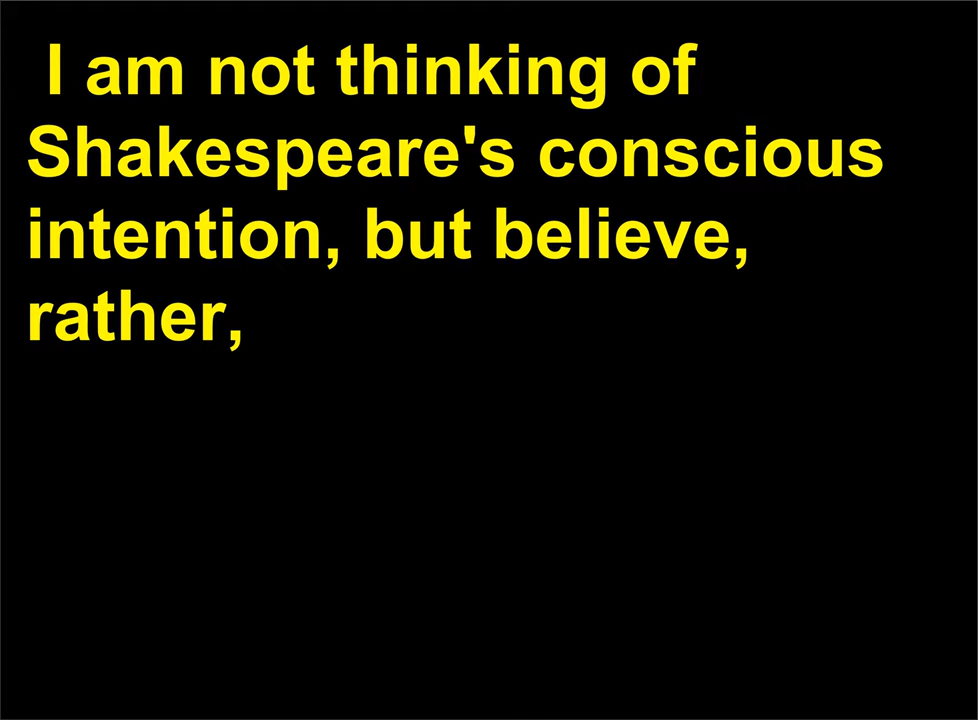 I am not thinking of
Shakespeare's conscious
intention, but believe,
rather,